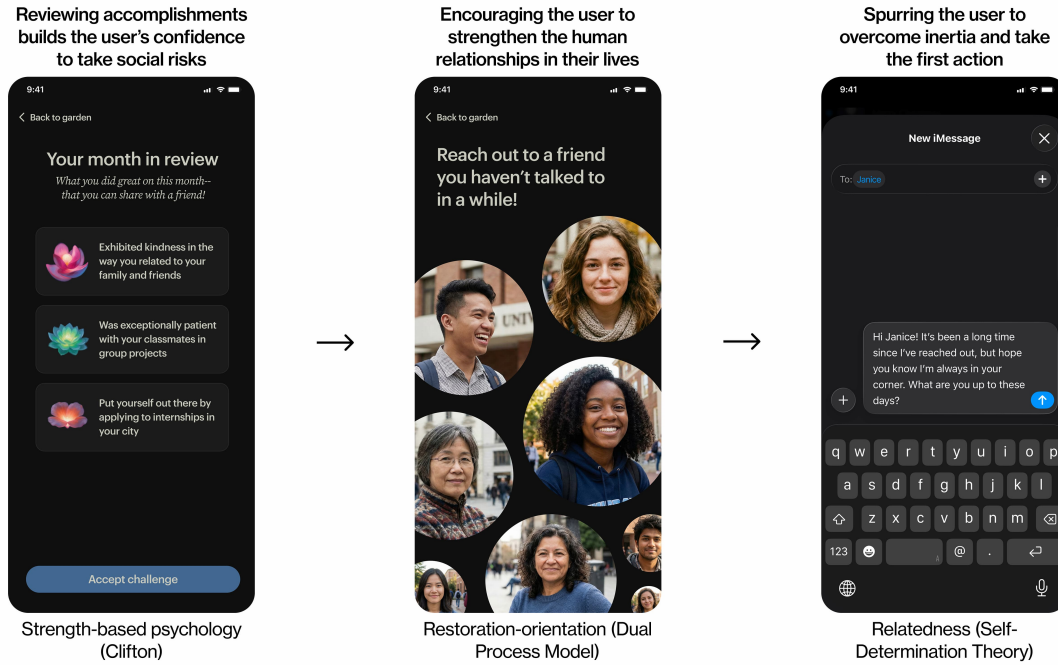 Reviewing accomplishments
builds the user's confidence
to take social risks
9:41
Back to garden
Your month in review
What you did great on this month--
that you can share with a friend!
Exhibited kindness in the
way you related to your
family and friends
Was exceptionally patient
with your classmates in
group projects
Put yourself out there by
applying to internships in
your city
Accept challenge
Strength-based psychology
(Clifton)
Encouraging the user to
strengthen the human
relationships in their lives
9:41
Back to garden
Reach out to a friend
you haven't talked to
in a while!
UNIV
Restoration-orientation (Dual
Process Model)
Spurring the user to
overcome inertia and take
the first action
9:41
New iMessage
To: Janice
Hi Janice! It's been a long time
since I've reached out, but hope
you know I'm always in your
corner. What are you up to these
days?
q w e r t y u i o p
a s d f g h j k l
z x c v b n m
123 @ .
Relatedness (Self-
Determination Theory)